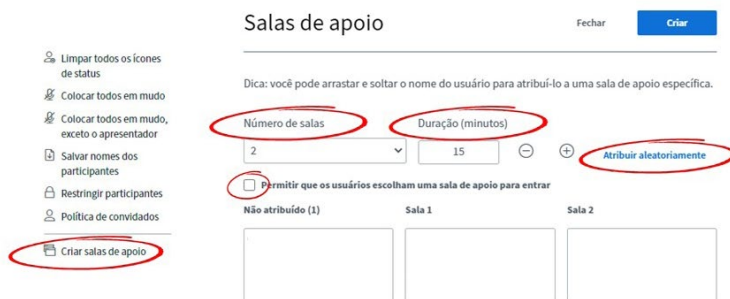 Limpar todos os ícones
de status
Colocar todos em mudo
Colocar todos em mudo,
exceto o apresentador
Salvar nomes dos
participantes
Restringir participantes
Política de convidados
Criar salas de apoio
Salas de apoio
Fechar
Criar
Dica: você pode arrastar e soltar o nome do usuário para atribuí-lo a uma sala de apoio específica.
Número de salas
Duração (minutos)
2
15
Atribuir aleatoriamente
Permitir que os usuários escolham uma sala de apoio para entrar
Não atribuído (1)
Sala 1
Sala 2